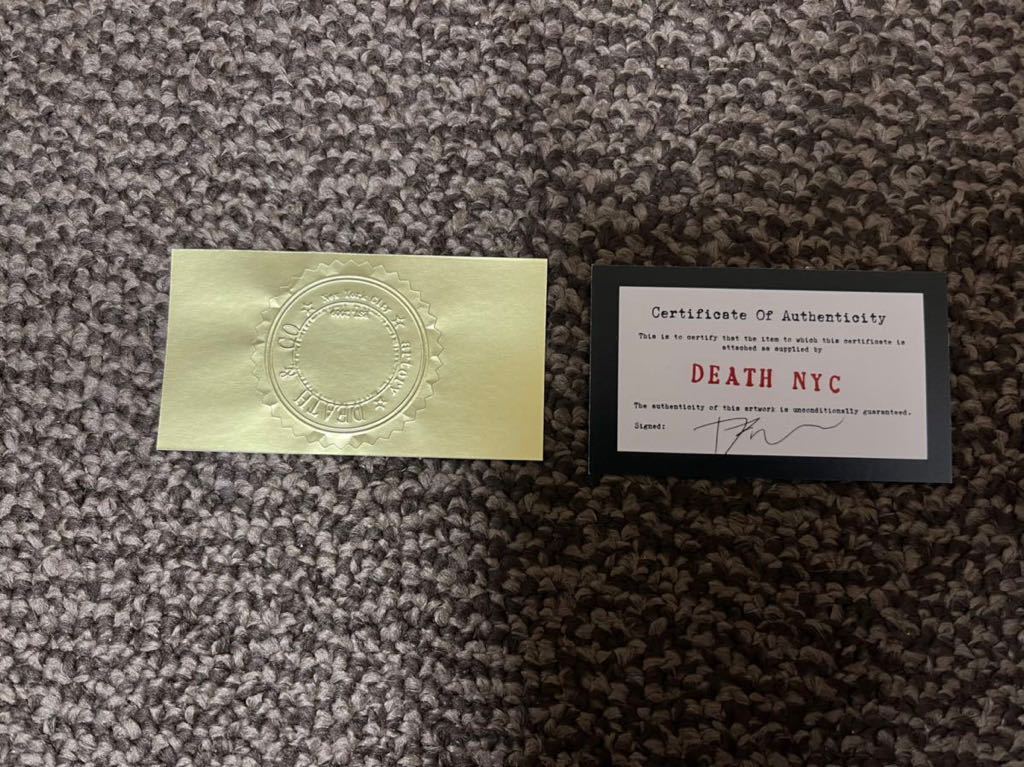 New York City
DEATH
Certificate Of Authenticity
This is to certify that the item to which this certificate is
attached as supplied by
DEATH NYC
The authenticity of this artwork is unconditionally guaranteed.
Signed: